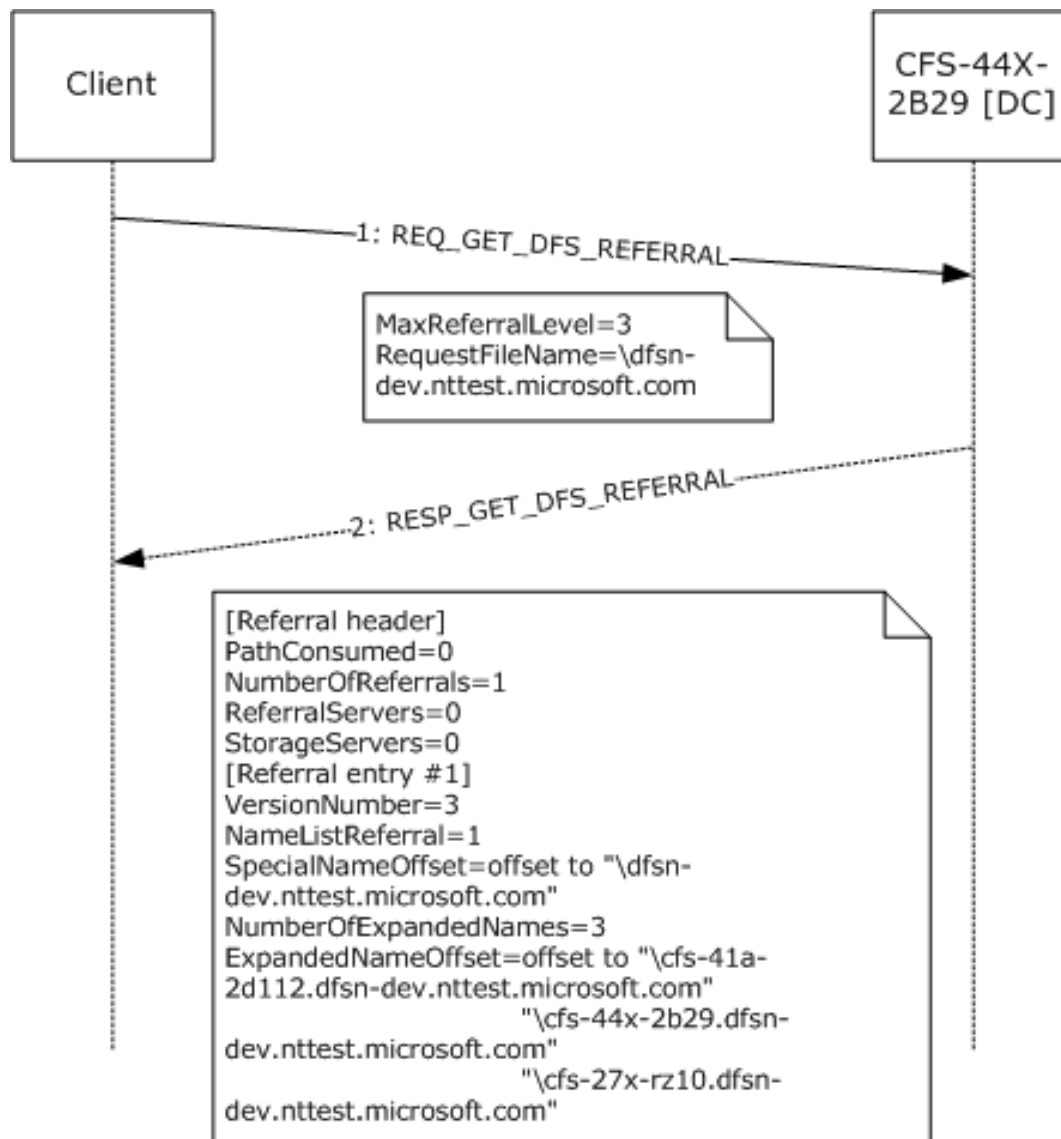 Client
CFS-44X-
2B29 [DC]
1: REQ_GET_DFS_REFERRAL
MaxReferralLevel=3
RequestFileName=\dfsn-
dev.nttest.microsoft.com
2: RESP_GET_DFS_REFERRAL
[Referral header]
PathConsumed=0
NumberOfReferrals=1
ReferralServers=0
StorageServers=0
[Referral entry #1]
VersionNumber=3
NameListReferral=1
SpecialNameOffset=offset to "\dfsn-
dev.nttest.microsoft.com"
NumberOfExpandedNames=3
ExpandedNameOffset=offset to "\cfs-41a-
2d112.dfsn-dev.nttest.microsoft.com"
"\cfs-44x-2b29.dfsn-
dev.nttest.microsoft.com"
"\cfs-27x-rz10.dfsn-
dev.nttest.microsoft.com"